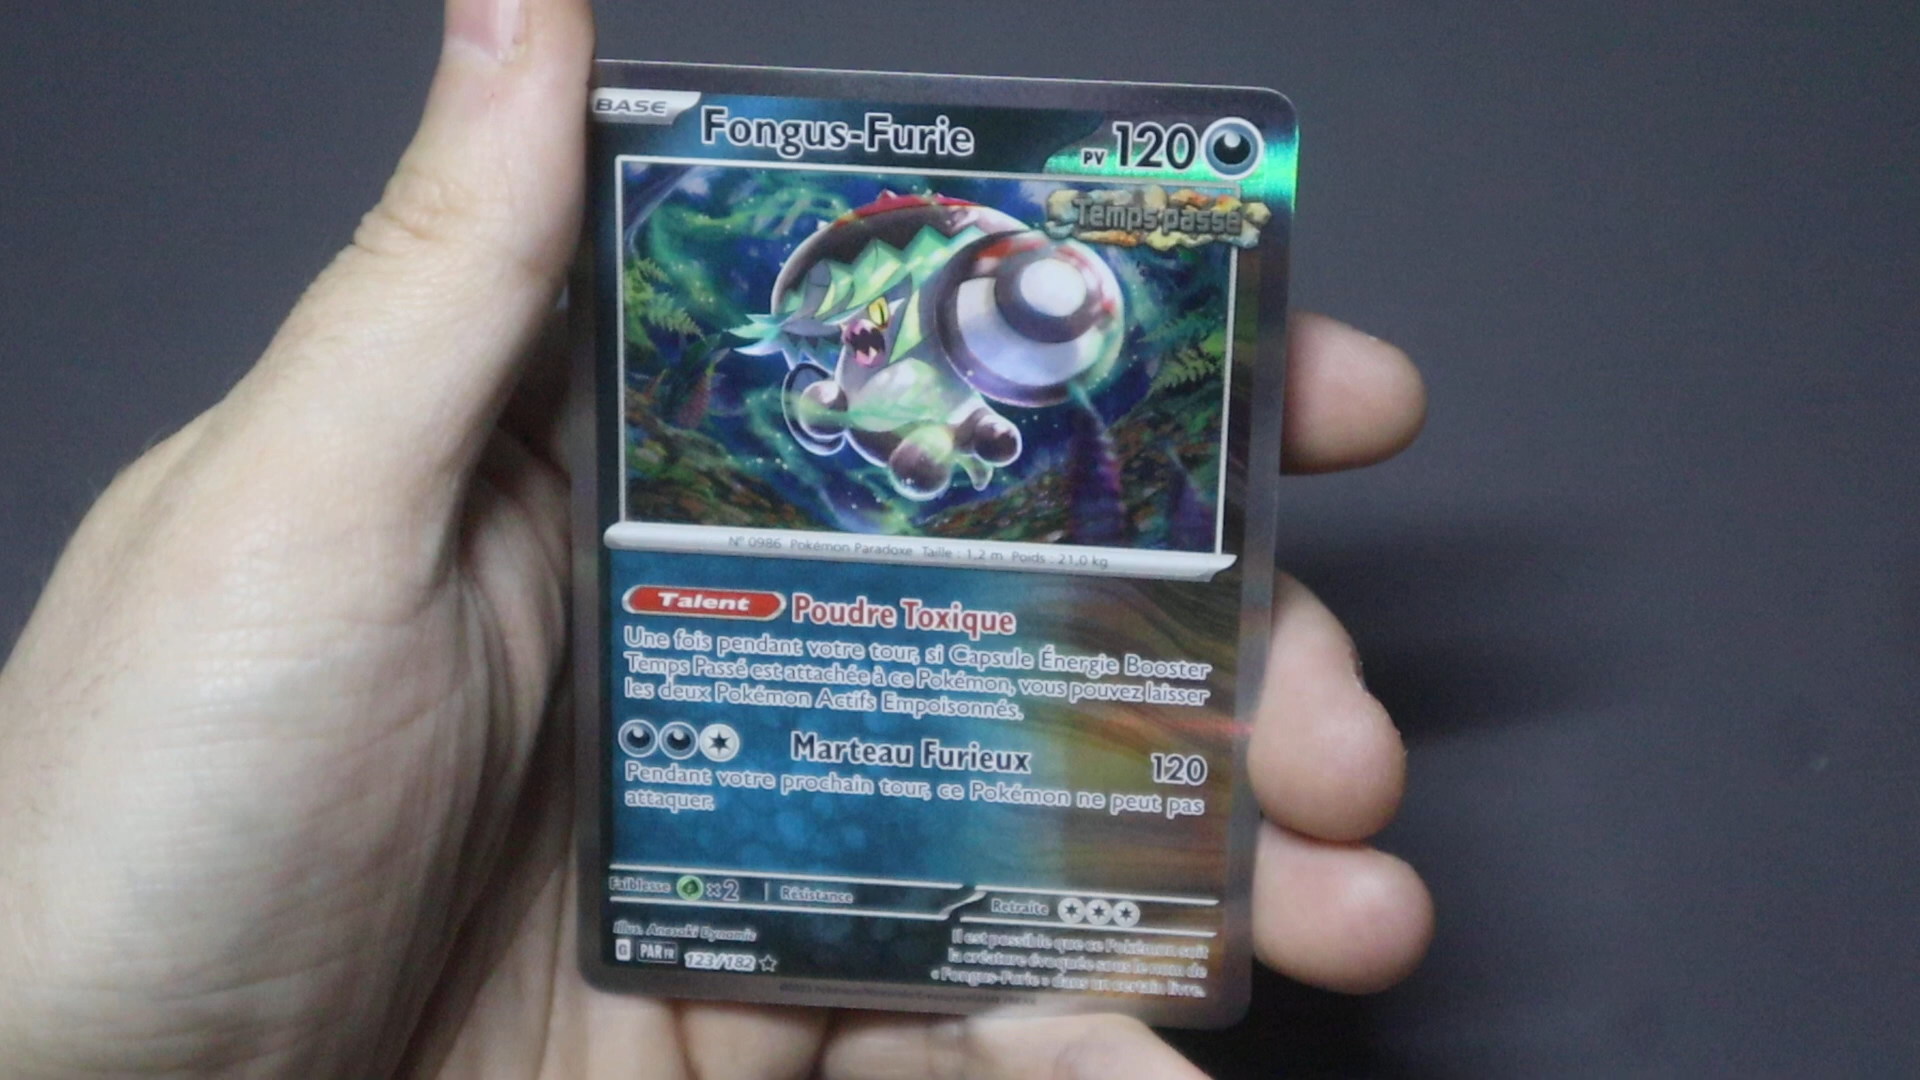 BASE
Fongus-Furie
PV 120
Temps passé
N° 0986 Pokémon Paradoxe Taille : 1,2 m Poids : 21,0 kg
Talent Poudre Toxique
Une fois pendant votre tour, si Capsule Énergie Booster
Temps Passé est attachée à ce Pokémon, vous pouvez laisser
les deux Pokémon Actifs Empoisonnés.
Marteau Furieux 120
Pendant votre prochain tour, ce Pokémon ne peut pas
attaquer.
Faiblesse ×2 Résistance
Retraite
Illus. Anesaki Dynamic
G PAR FR 123/182
Il est possible que ce Pokémon soit
la créature évoquée sous le nom de
« Fongus-Furie » dans un certain livre.